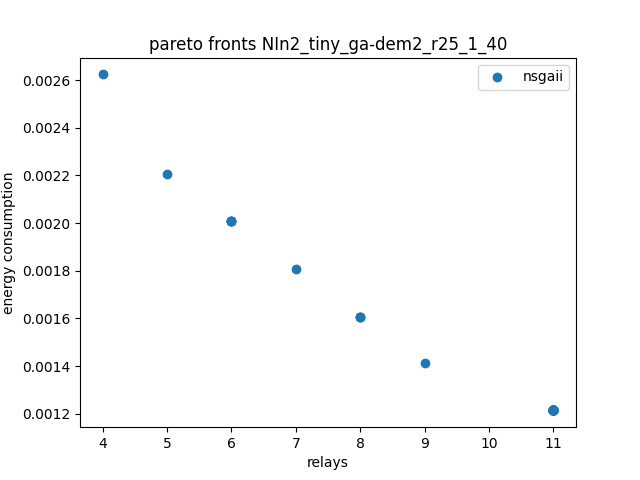 pareto fronts NIn2_tiny_ga-dem2_r25_1_40
nsgaii
0.0026
0.0024
0.0022
0.0020
0.0018
0.0016
0.0014
0.0012
energy consumption
4 5 6 7 8 9 10 11
relays